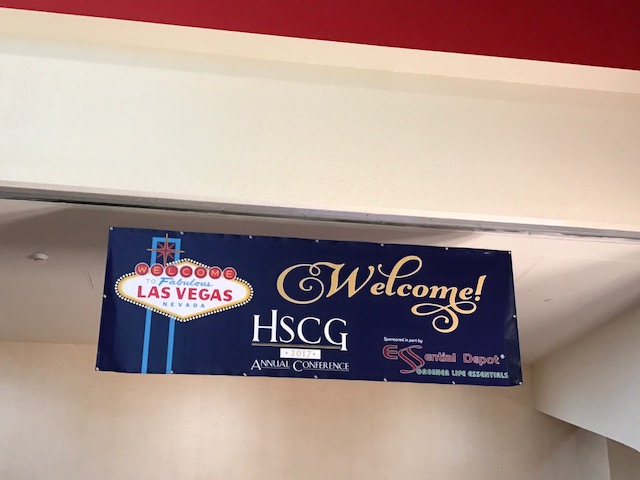 WELCOME
TO Fabulous
LAS VEGAS
NEVADA
Welcome!
HSCG
• 2017 •
ANNUAL CONFERENCE
Sponsored in part by
Essential Depot®
GREENER LIFE ESSENTIALS